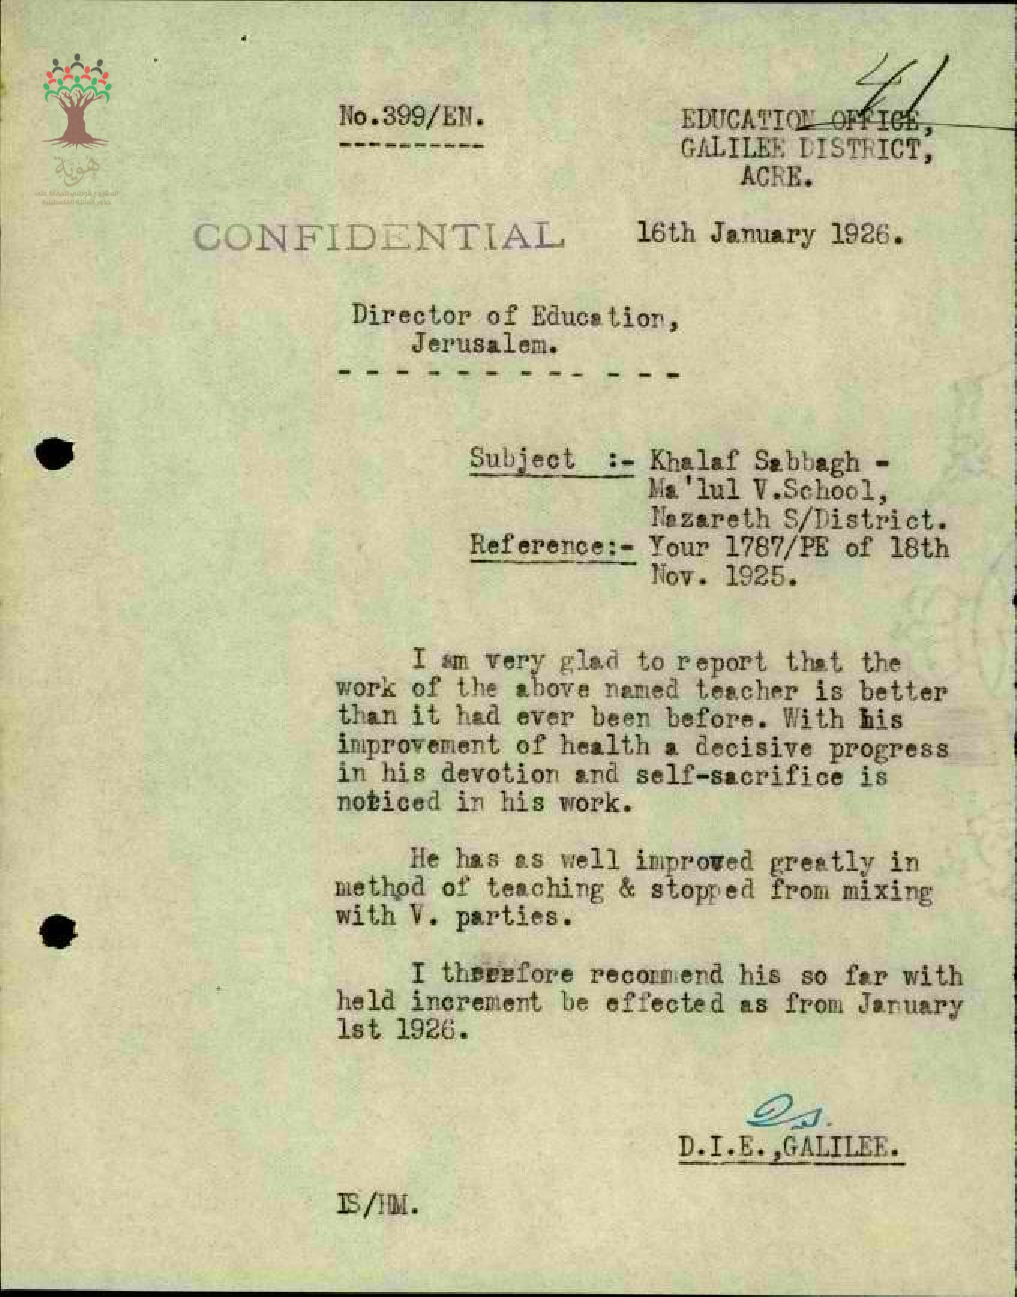 41
No.399/EN.
EDUCATION OFFICE,
GALILEE DISTRICT,
ACRE.
CONFIDENTIAL
16th January 1926.
Director of Education,
Jerusalem.
Subject :- Khalaf Sabbagh -
Ma'lul V.School,
Nazareth S/District.
Reference:- Your 1787/PE of 18th
Nov. 1925.
I am very glad to report that the
work of the above named teacher is better
than it had ever been before. With his
improvement of health a decisive progress
in his devotion and self-sacrifice is
noticed in his work.
He has as well improved greatly in
method of teaching & stopped from mixing
with V. parties.
I therefore recommend his so far with
held increment be effected as from January
1st 1926.
D.I.E.,GALILEE.
IS/HM.
هوية